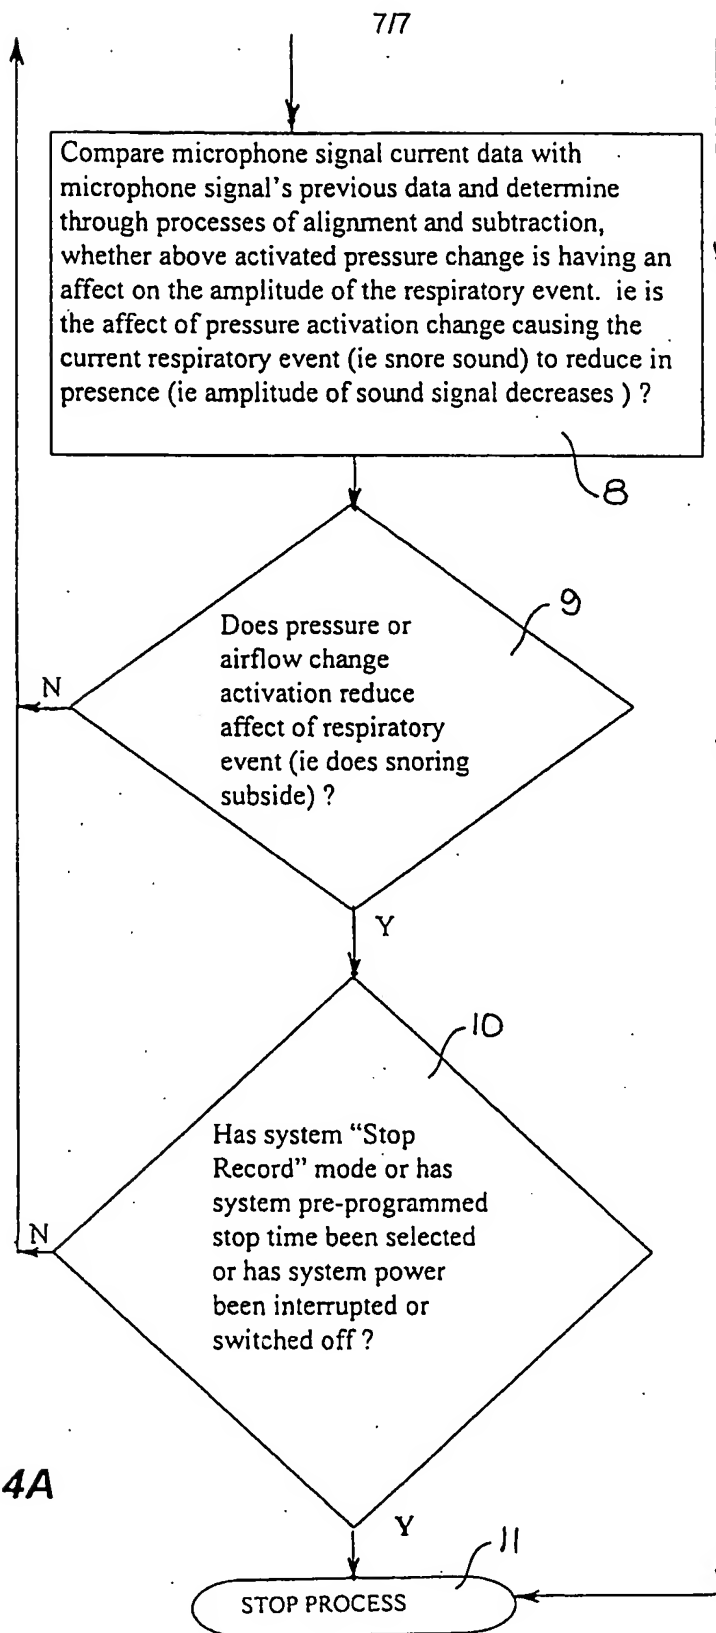 7/7
Compare microphone signal current data with
microphone signal's previous data and determine
through processes of alignment and subtraction,
whether above activated pressure change is having an
affect on the amplitude of the respiratory event. ie is
the affect of pressure activation change causing the
current respiratory event (ie snore sound) to reduce in
presence (ie amplitude of sound signal decreases ) ?
8
9
Does pressure or
airflow change
activation reduce
affect of respiratory
event (ie does snoring
subside) ?
N
Y
10
Has system “Stop
Record” mode or has
system pre-programmed
stop time been selected
or has system power
been interrupted or
switched off ?
N
4A
Y
11
STOP PROCESS